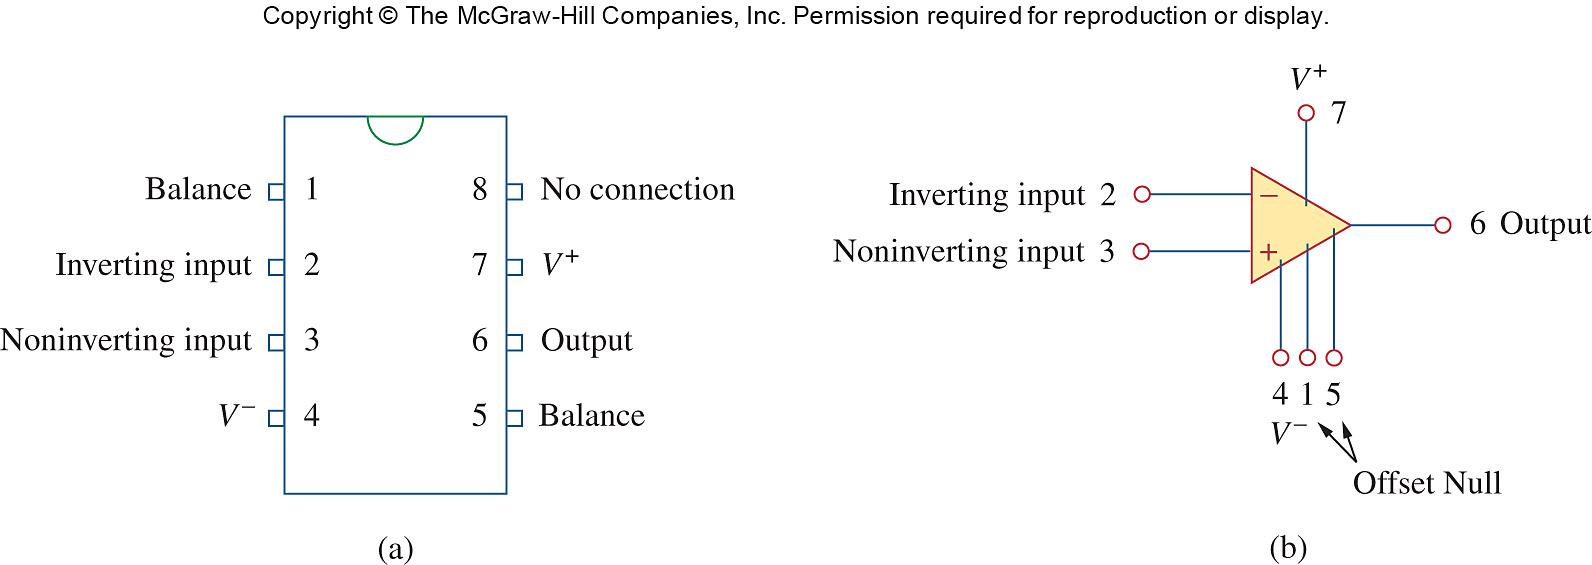 Copyright © The McGraw-Hill Companies, Inc. Permission required for reproduction or display.
Balance 1 8 No connection
Inverting input 2 7 V+
Noninverting input 3 6 Output
V− 4 5 Balance
(a)
V+
7
Inverting input 2
−
Noninverting input 3
+
6 Output
4 1 5
V−
Offset Null
(b)